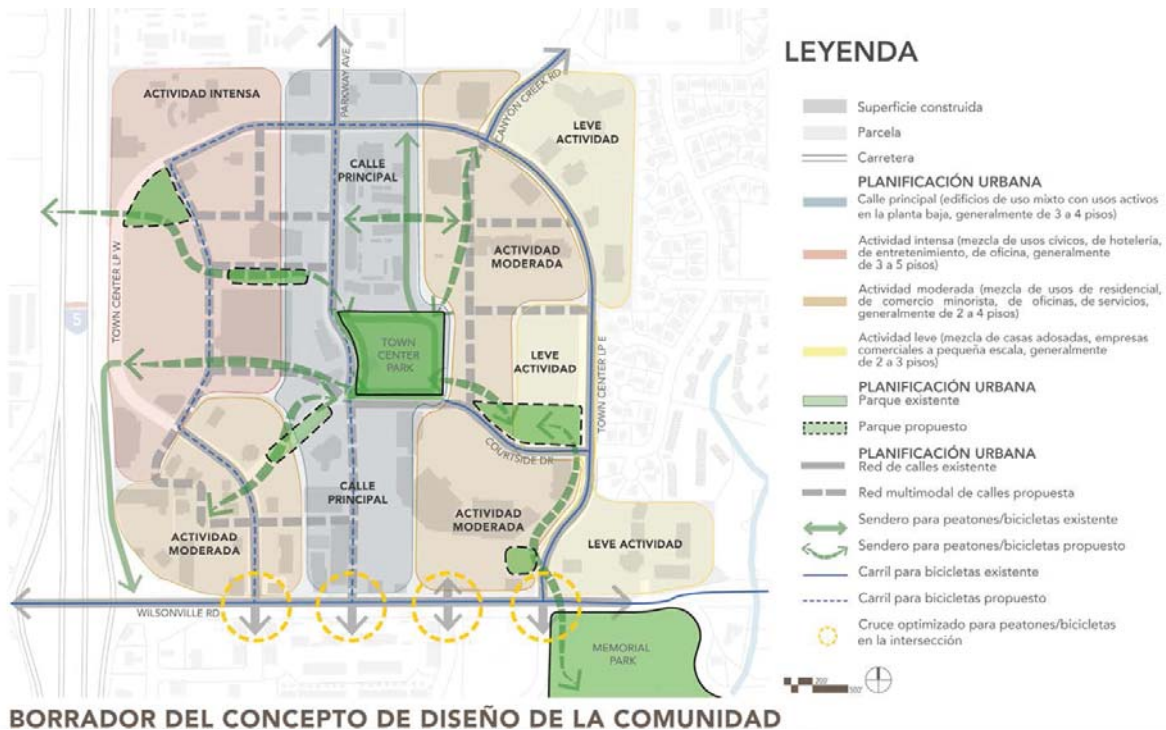 ACTIVIDAD INTENSA
PARKWAY AVE
CANYON CREEK RD
LEVE
ACTIVIDAD
CALLE
PRINCIPAL
TOWN CENTER LP W
5
ACTIVIDAD
MODERADA
TOWN
CENTER
PARK
LEVE
ACTIVIDAD
TOWN CENTER LP E
COURTSIDE DR
CALLE
PRINCIPAL
ACTIVIDAD
MODERADA
ACTIVIDAD
MODERADA
LEVE ACTIVIDAD
WILSONVILLE RD
MEMORIAL
PARK
LEYENDA
Superficie construida
Parcela
Carretera
PLANIFICACIÓN URBANA
Calle principal (edificios de uso mixto con usos activos
en la planta baja, generalmente de 3 a 4 pisos)
Actividad intensa (mezcla de usos cívicos, de hotelería,
de entretenimiento, de oficina, generalmente
de 3 a 5 pisos)
Actividad moderada (mezcla de usos de residencial,
de comercio minorista, de oficinas, de servicios,
generalmente de 2 a 4 pisos)
Actividad leve (mezcla de casas adosadas, empresas
comerciales a pequeña escala, generalmente
de 2 a 3 pisos)
PLANIFICACIÓN URBANA
Parque existente
Parque propuesto
PLANIFICACIÓN URBANA
Red de calles existente
Red multimodal de calles propuesta
Sendero para peatones/bicicletas existente
Sendero para peatones/bicicletas propuesto
Carril para bicicletas existente
Carril para bicicletas propuesto
Cruce optimizado para peatones/bicicletas
en la intersección
200'
500'
BORRADOR DEL CONCEPTO DE DISEÑO DE LA COMUNIDAD